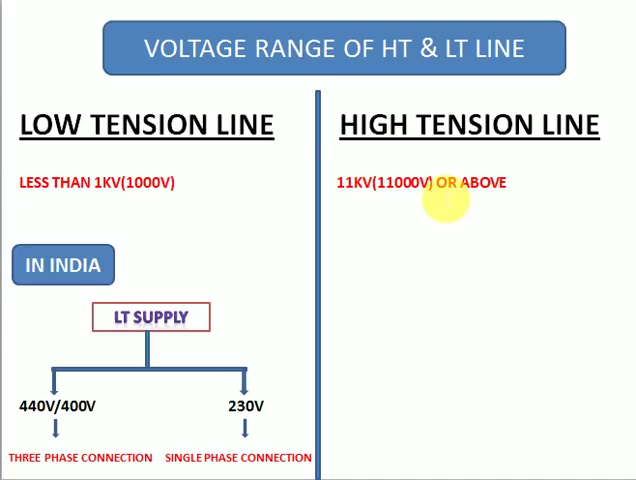 VOLTAGE RANGE OF HT & LT LINE
LOW TENSION LINE
LESS THAN 1KV(1000V)
IN INDIA
LT SUPPLY
440V/400V
230V
THREE PHASE CONNECTION
SINGLE PHASE CONNECTION
HIGH TENSION LINE
11KV(11000V) OR ABOVE